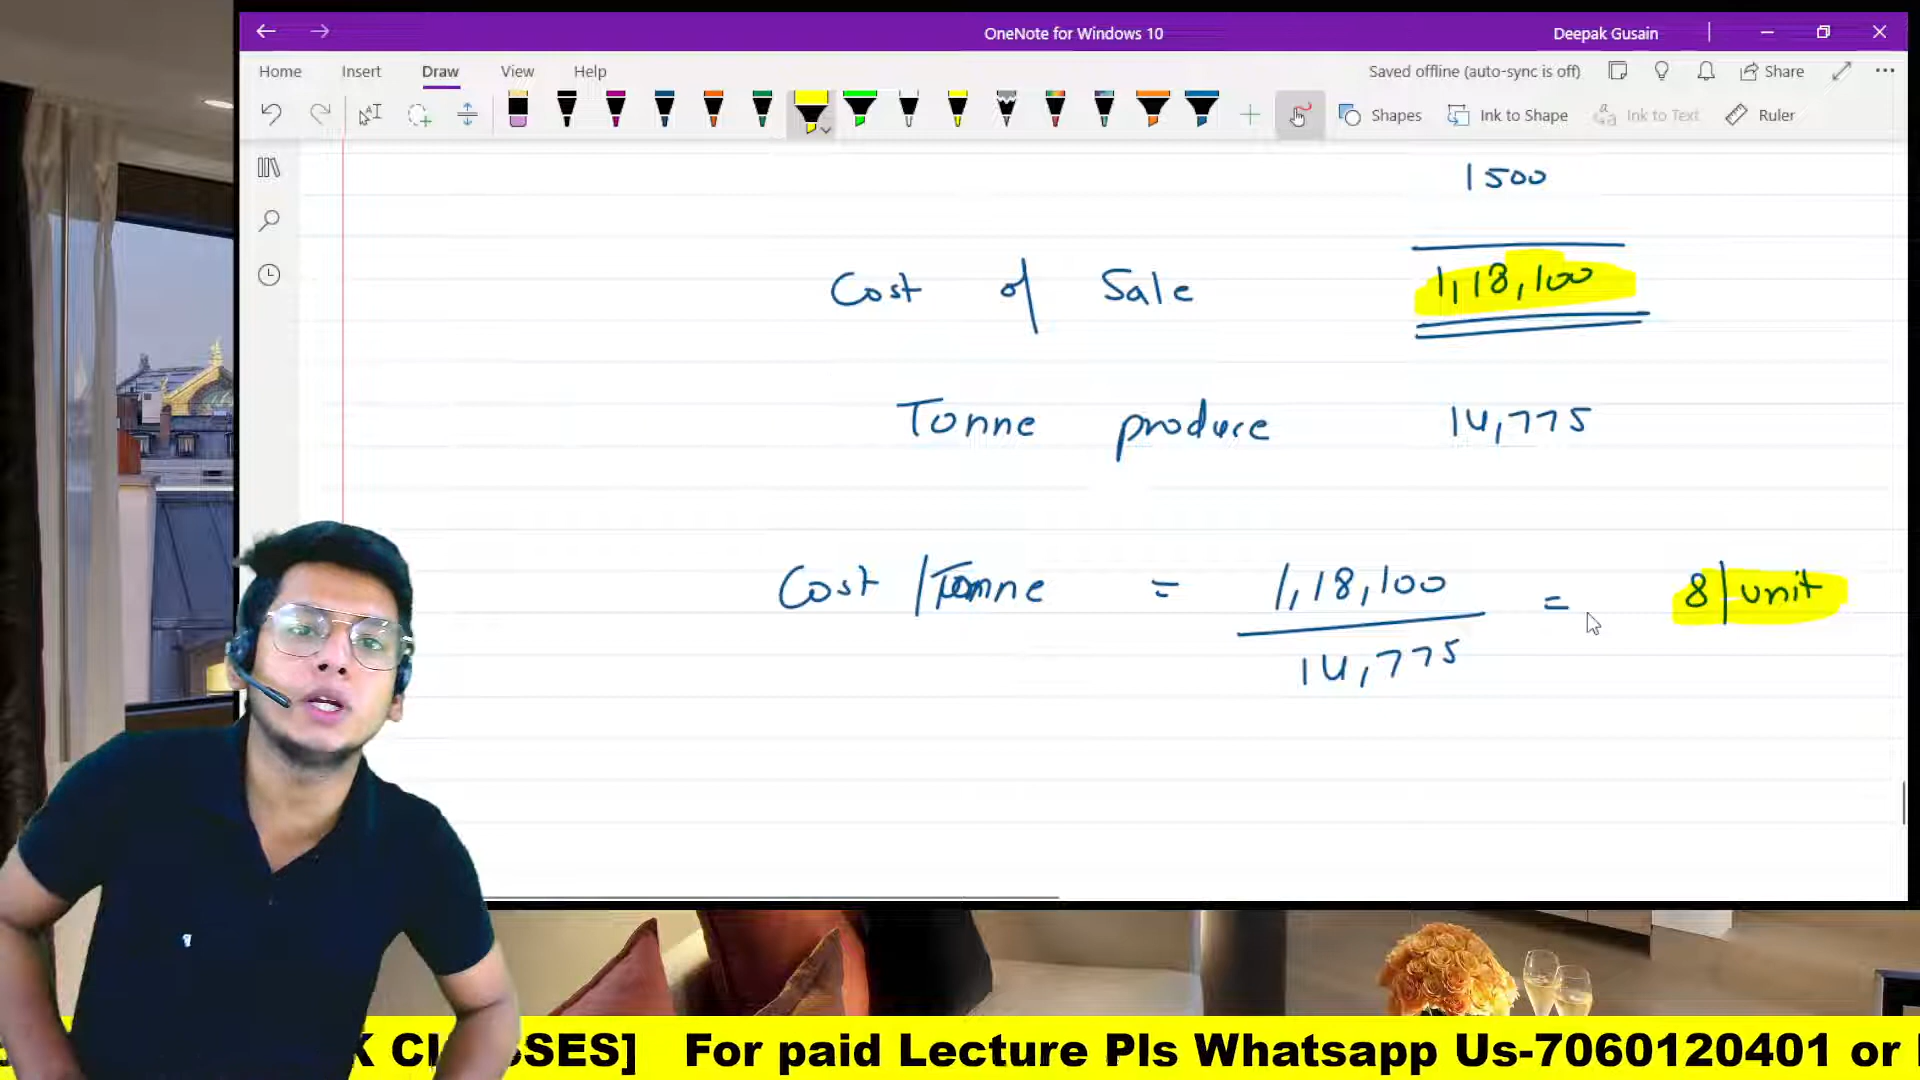 OneNote for Windows 10
Deepak Gusain
Home Insert Draw View Help
Saved offline (auto-sync is off)
Share
Shapes
Ink to Shape
Ink to Text
Ruler
1500
Cost of Sale 1,18,100
Tonne produce 14,775
Cost /Tonne = 1,18,100 = 8/unit
14,775
SSES] For paid Lecture Pls Whatsapp Us-7060120401 or